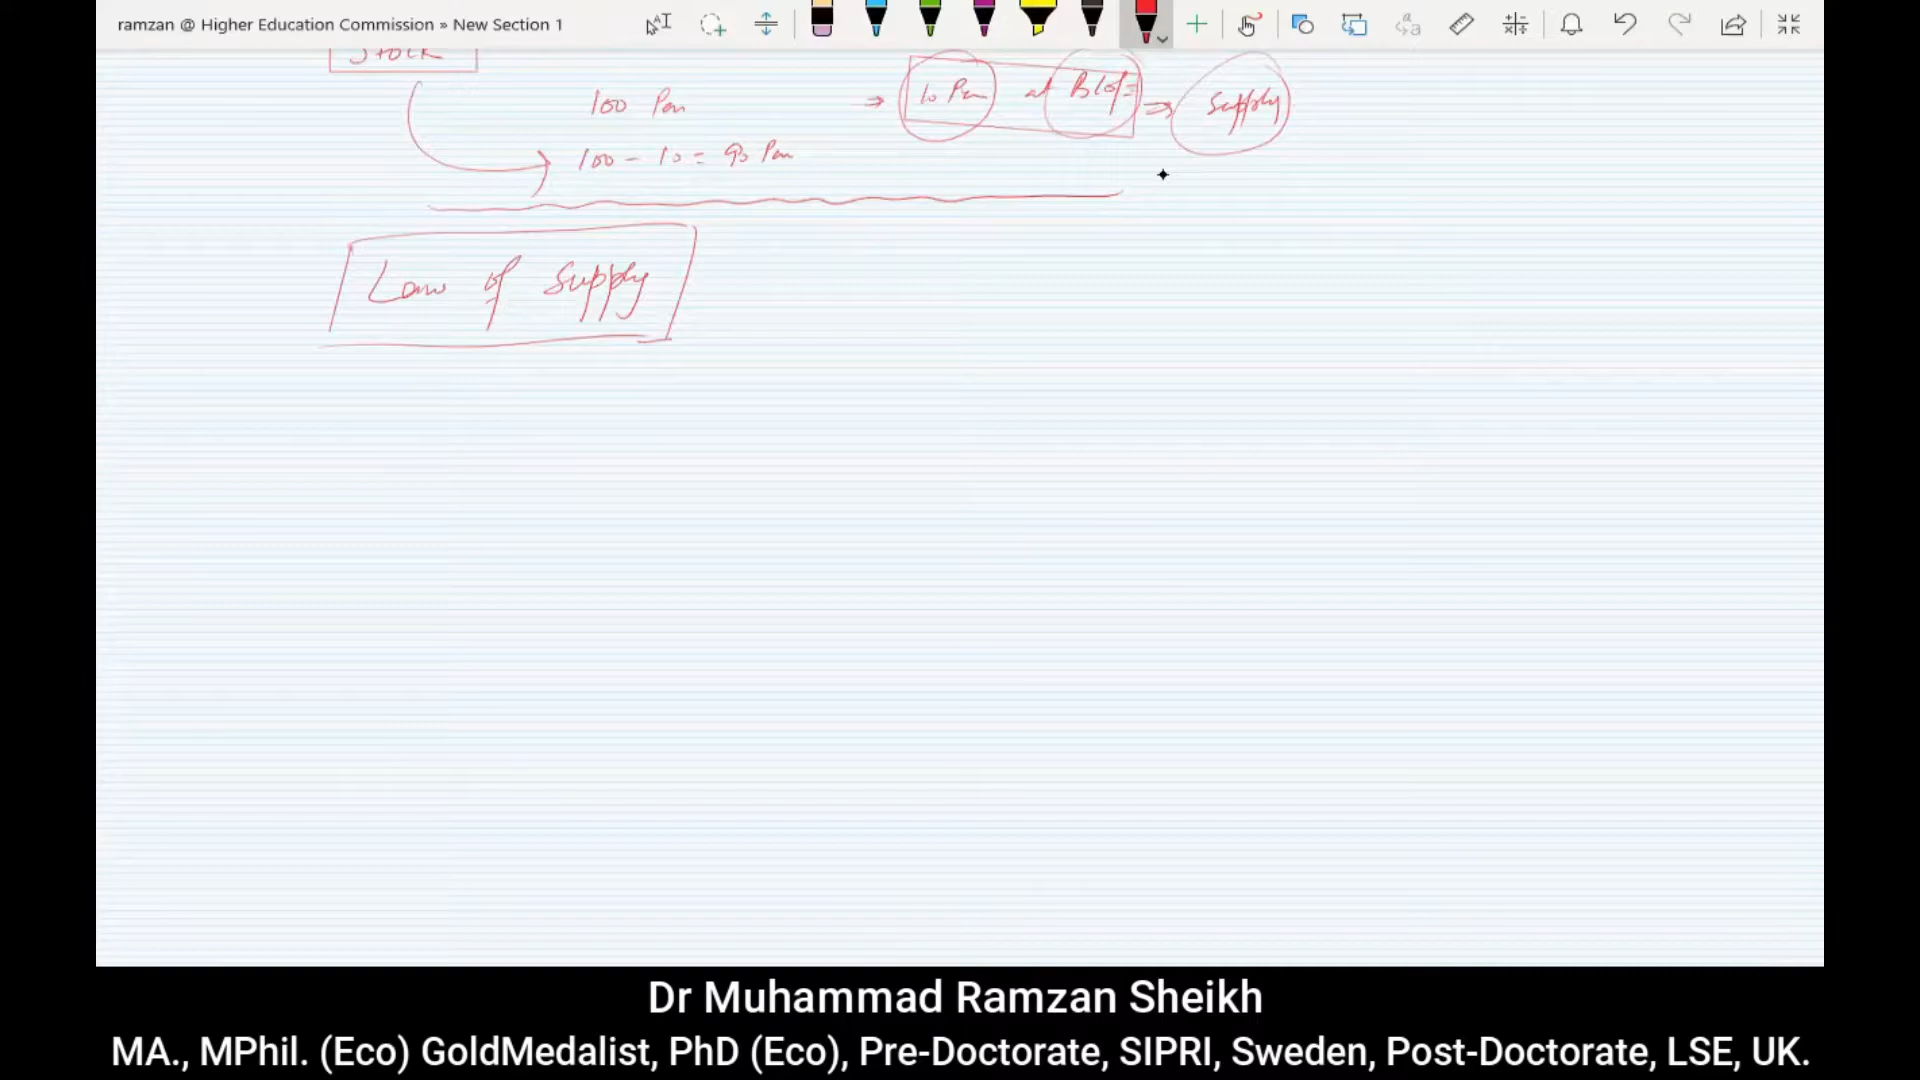 ramzan @ Higher Education Commission » New Section 1
Stock
100 Pen ⇒ 10 Pen at ⇒ Supply
100 - 10 = 90 Pen
Law of Supply
Dr Muhammad Ramzan Sheikh
MA., MPhil. (Eco) GoldMedalist, PhD (Eco), Pre-Doctorate, SIPRI, Sweden, Post-Doctorate, LSE, UK.